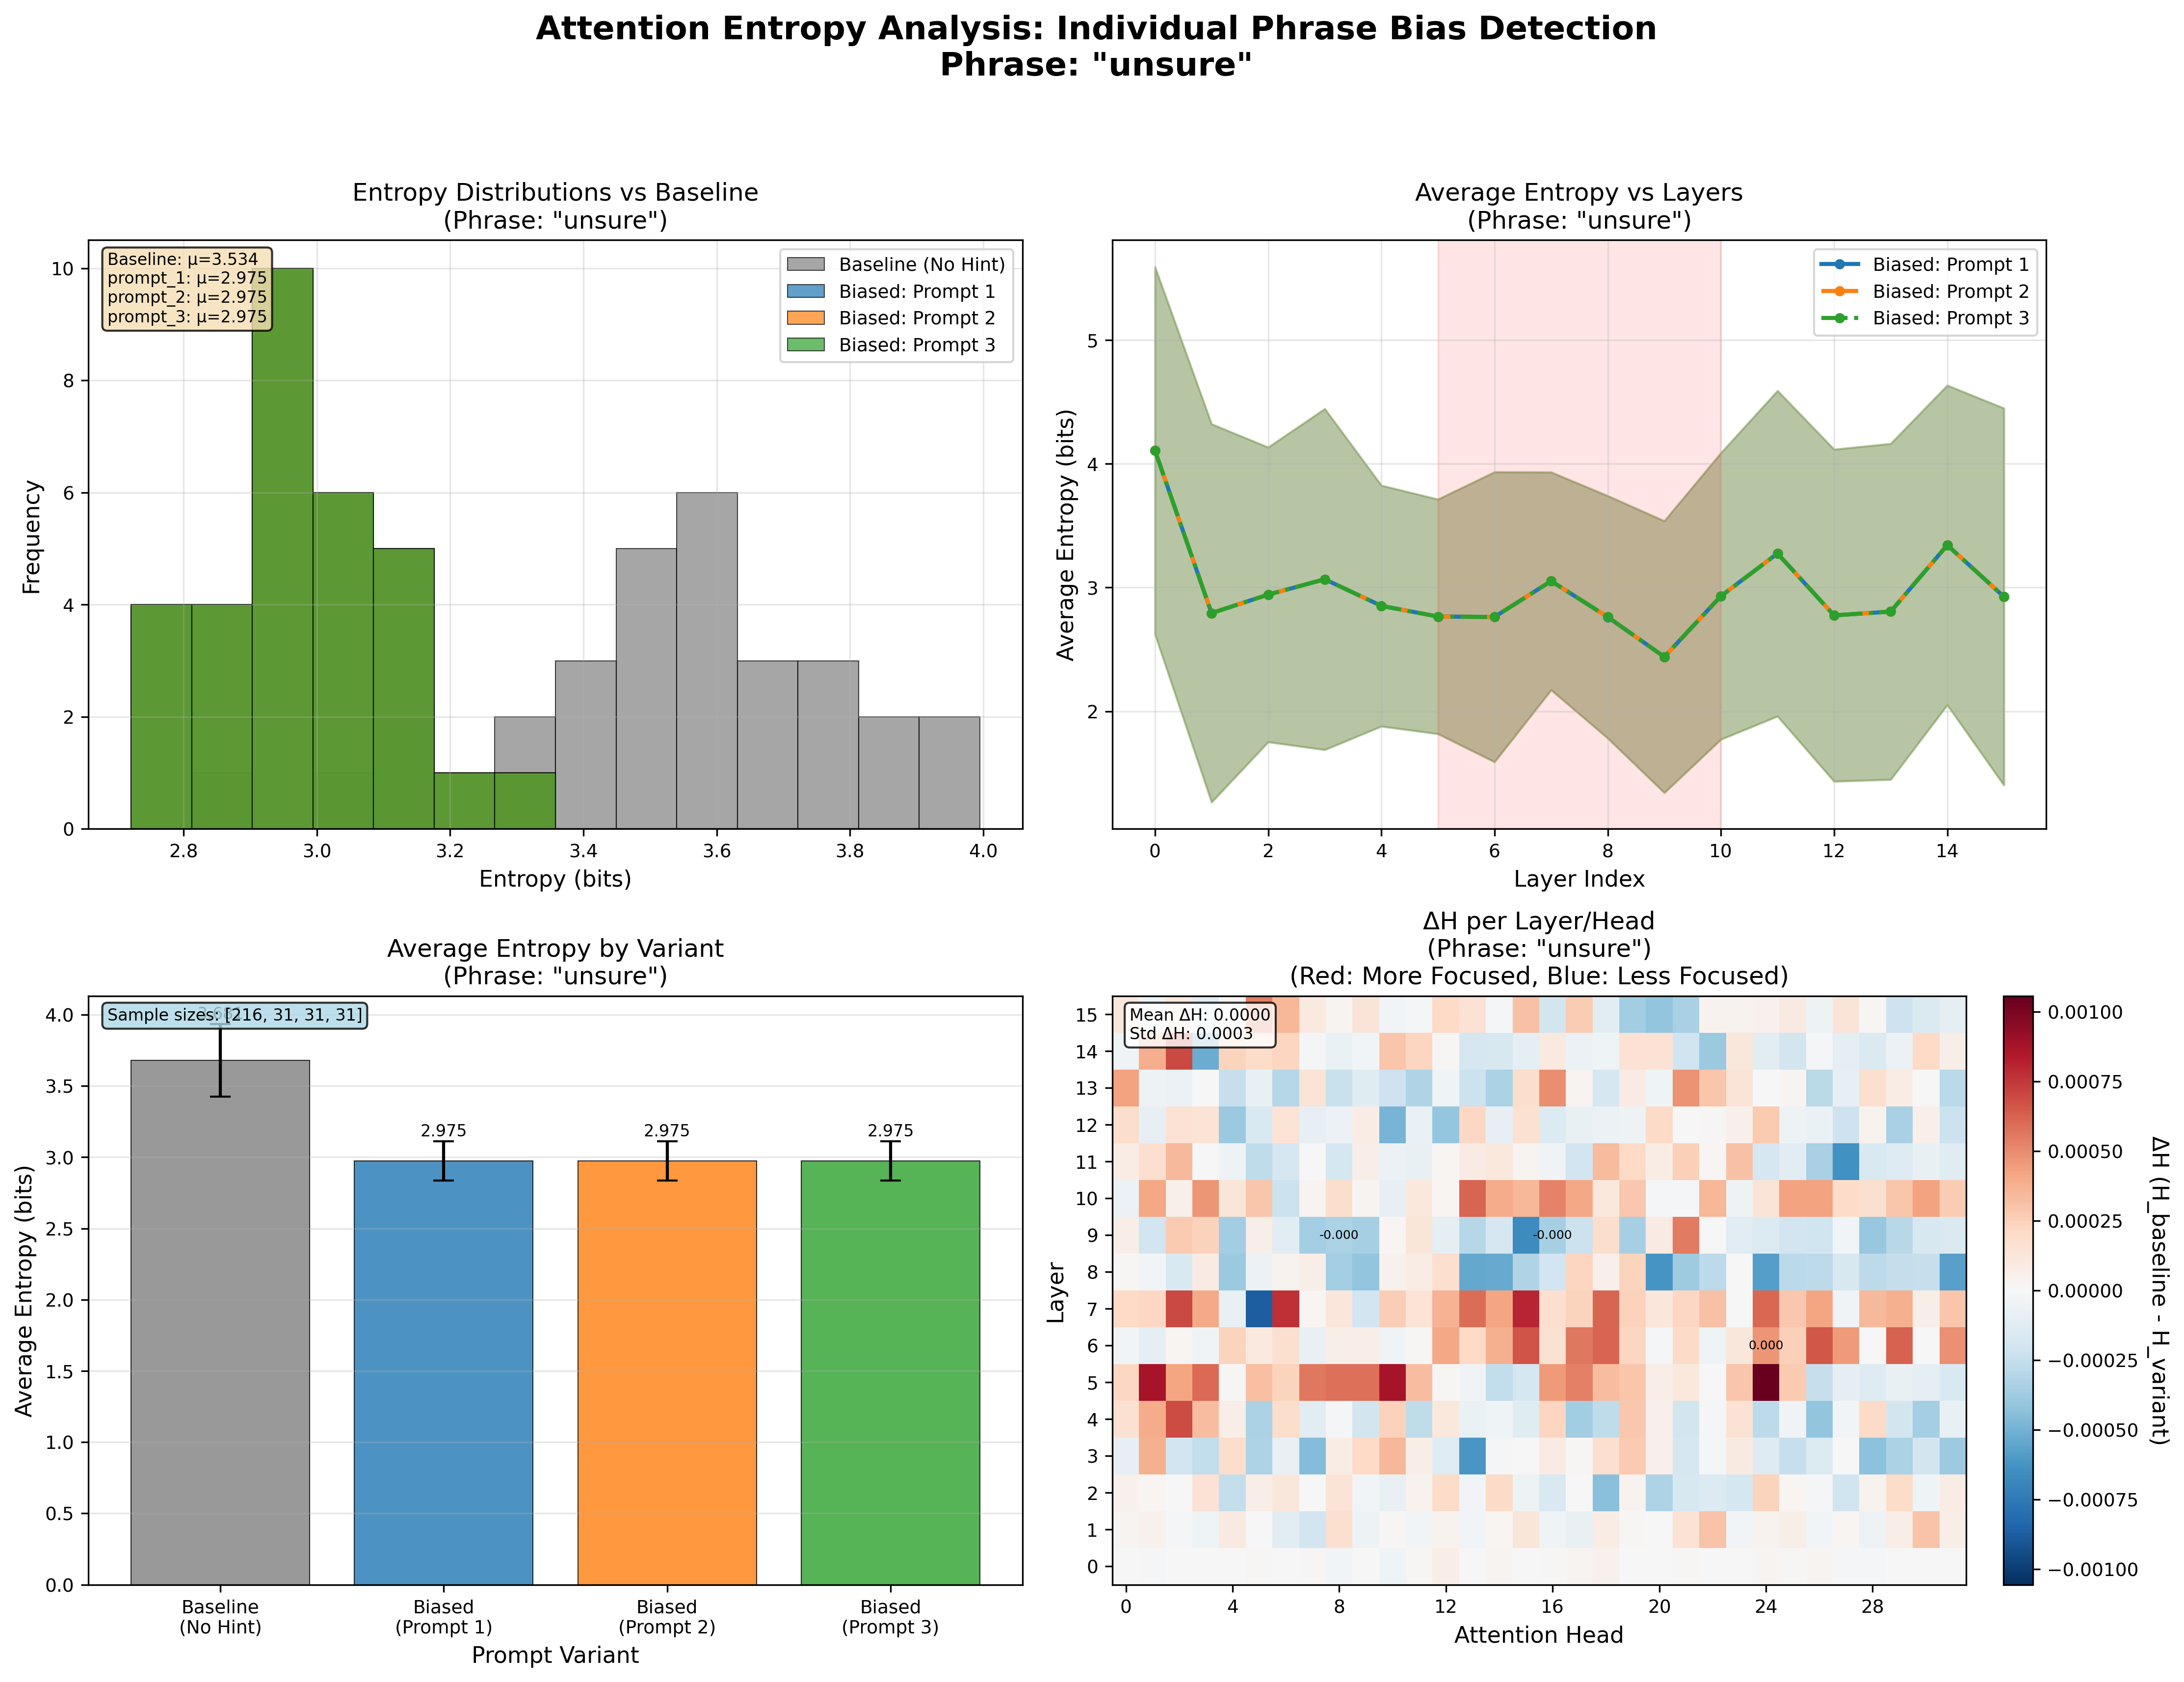 Attention Entropy Analysis: Individual Phrase Bias Detection
Phrase: "unsure"
Entropy Distributions vs Baseline
(Phrase: "unsure")
Baseline: μ=3.534
prompt_1: μ=2.975
prompt_2: μ=2.975
prompt_3: μ=2.975
Baseline (No Hint)
Biased: Prompt 1
Biased: Prompt 2
Biased: Prompt 3
10
8
6
4
2
0
Frequency
2.8
3.0
3.2
3.4
3.6
3.8
4.0
Entropy (bits)
Average Entropy vs Layers
(Phrase: "unsure")
Biased: Prompt 1
Biased: Prompt 2
Biased: Prompt 3
5
4
3
2
Average Entropy (bits)
0
2
4
6
8
10
12
14
Layer Index
Average Entropy by Variant
(Phrase: "unsure")
Sample sizes: [216, 31, 31, 31]
2.975
2.975
2.975
4.0
3.5
3.0
2.5
2.0
1.5
1.0
0.5
0.0
Average Entropy (bits)
Baseline
(No Hint)
Biased
(Prompt 1)
Biased
(Prompt 2)
Biased
(Prompt 3)
Prompt Variant
ΔH per Layer/Head
(Phrase: "unsure")
(Red: More Focused, Blue: Less Focused)
Mean ΔH: 0.0000
Std ΔH: 0.0003
15
14
13
12
11
10
9
8
7
6
5
4
3
2
1
0
Layer
-0.000
-0.000
0.000
0
4
8
12
16
20
24
28
Attention Head
0.00100
0.00075
0.00050
0.00025
0.00000
−0.00025
−0.00050
−0.00075
−0.00100
ΔH (H_baseline - H_variant)